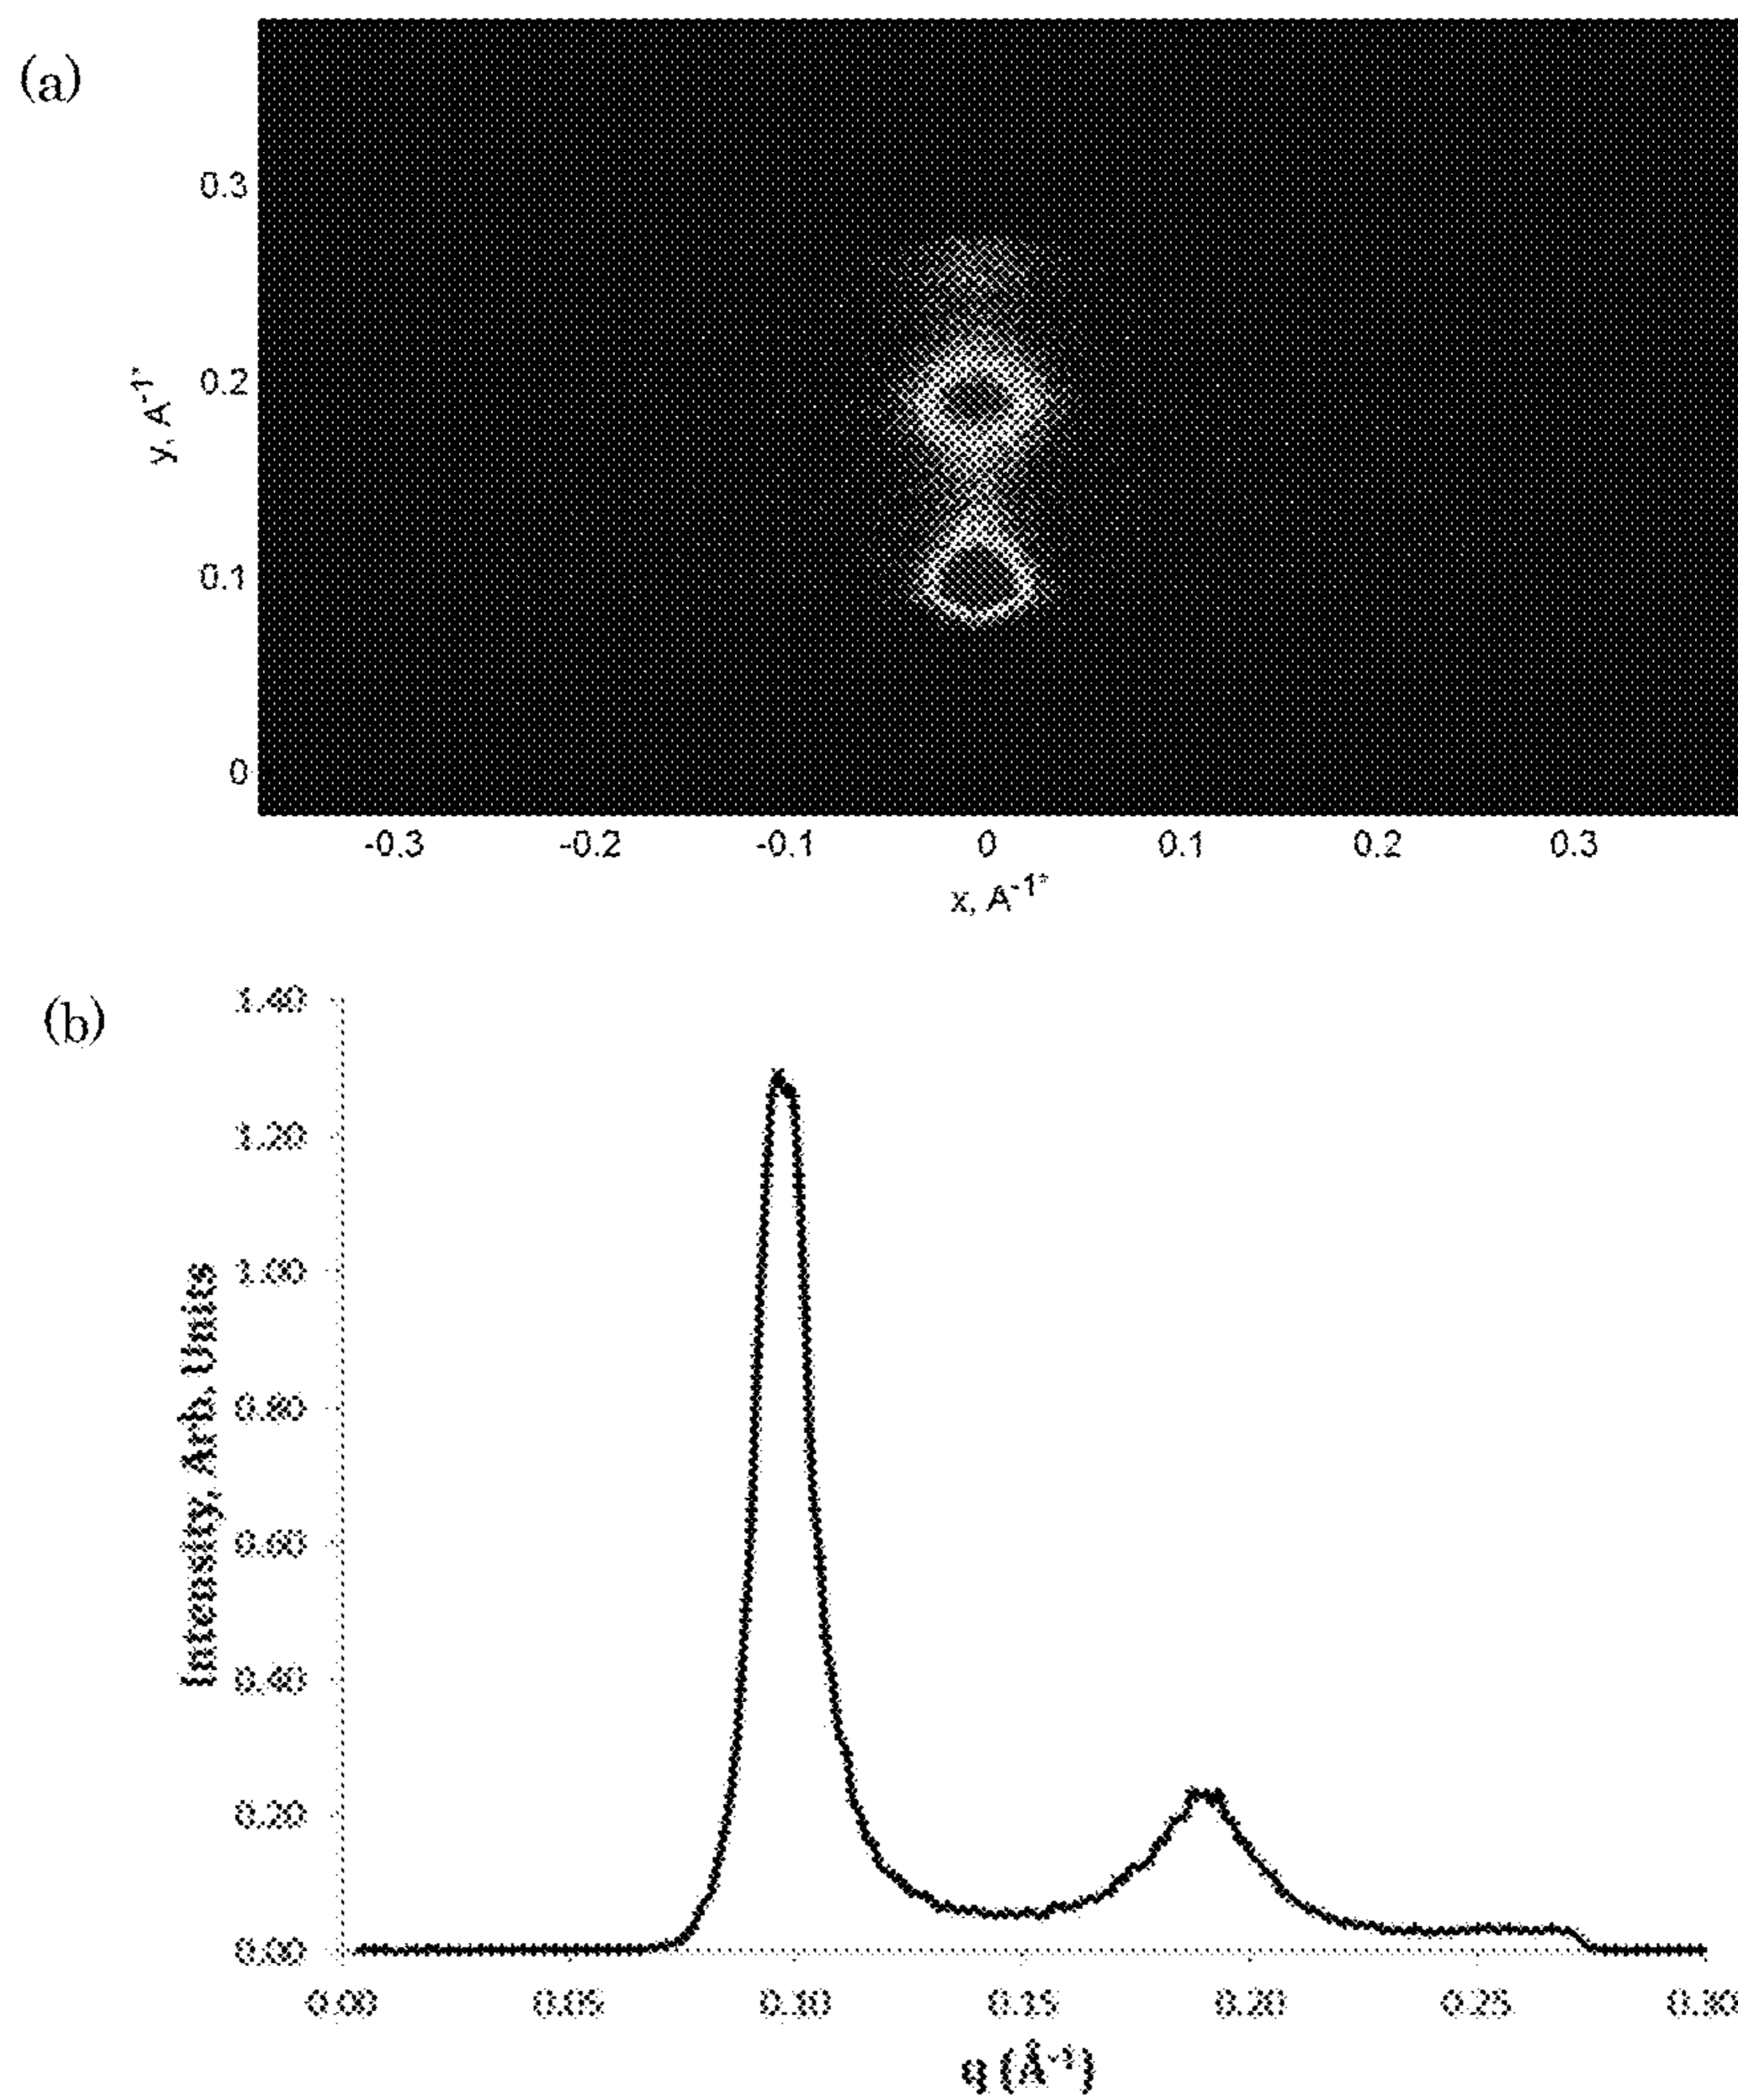 (a)
0.3
0.2
0.1
0
y, A⁻¹*
-0.3 -0.2 -0.1 0 0.1 0.2 0.3
x, A⁻¹*
(b)
1.40
1.20
1.00
0.80
0.60
0.40
0.20
0.00
Intensity, Arb. Units
0.00 0.05 0.10 0.15 0.20 0.25 0.30
q (Å⁻¹)